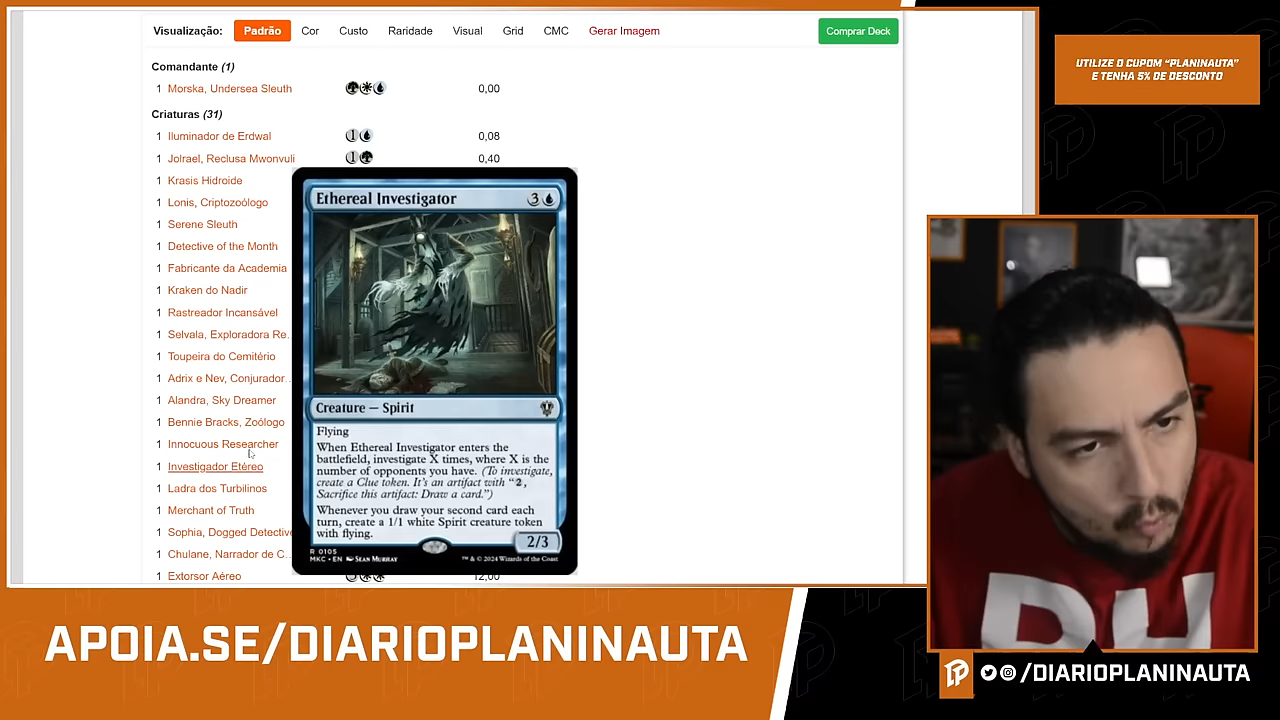 Visualização: Padrão Cor Custo Raridade Visual Grid CMC Gerar Imagem Comprar Deck
Comandante (1)
1 Morska, Undersea Sleuth 0,00
Criaturas (31)
1 Iluminador de Erdwal 1 0,08
1 Jolrael, Reclusa Mwonvuli 1 0,40
1 Krasis Hidroide
1 Lonis, Criptozoólogo
1 Serene Sleuth
1 Detective of the Month
1 Fabricante da Academia
1 Kraken do Nadir
1 Rastreador Incansável
1 Selvala, Exploradora Re...
1 Toupeira do Cemitério
1 Adrix e Nev, Conjurador...
1 Alandra, Sky Dreamer
1 Bennie Bracks, Zoólogo
1 Innocuous Researcher
1 Investigador Etéreo
1 Ladra dos Turbilinos
1 Merchant of Truth
1 Sophia, Dogged Detective
1 Chulane, Narrador de C...
1 Extorsor Aéreo 12,00
Ethereal Investigator 3
Creature — Spirit
Flying
When Ethereal Investigator enters the
battlefield, investigate X times, where X is the
number of opponents you have. (To investigate,
create a Clue token. It's an artifact with "2,
Sacrifice this artifact: Draw a card.")
Whenever you draw your second card each
turn, create a 1/1 white Spirit creature token
with flying.
2/3
R 0105
MKC • EN SEAN MURRAY
™ & © 2024 Wizards of the Coast
UTILIZE O CUPOM "PLANINAUTA"
E TENHA 5% DE DESCONTO
APOIA.SE/DIARIOPLANINAUTA
/DIARIOPLANINAUTA